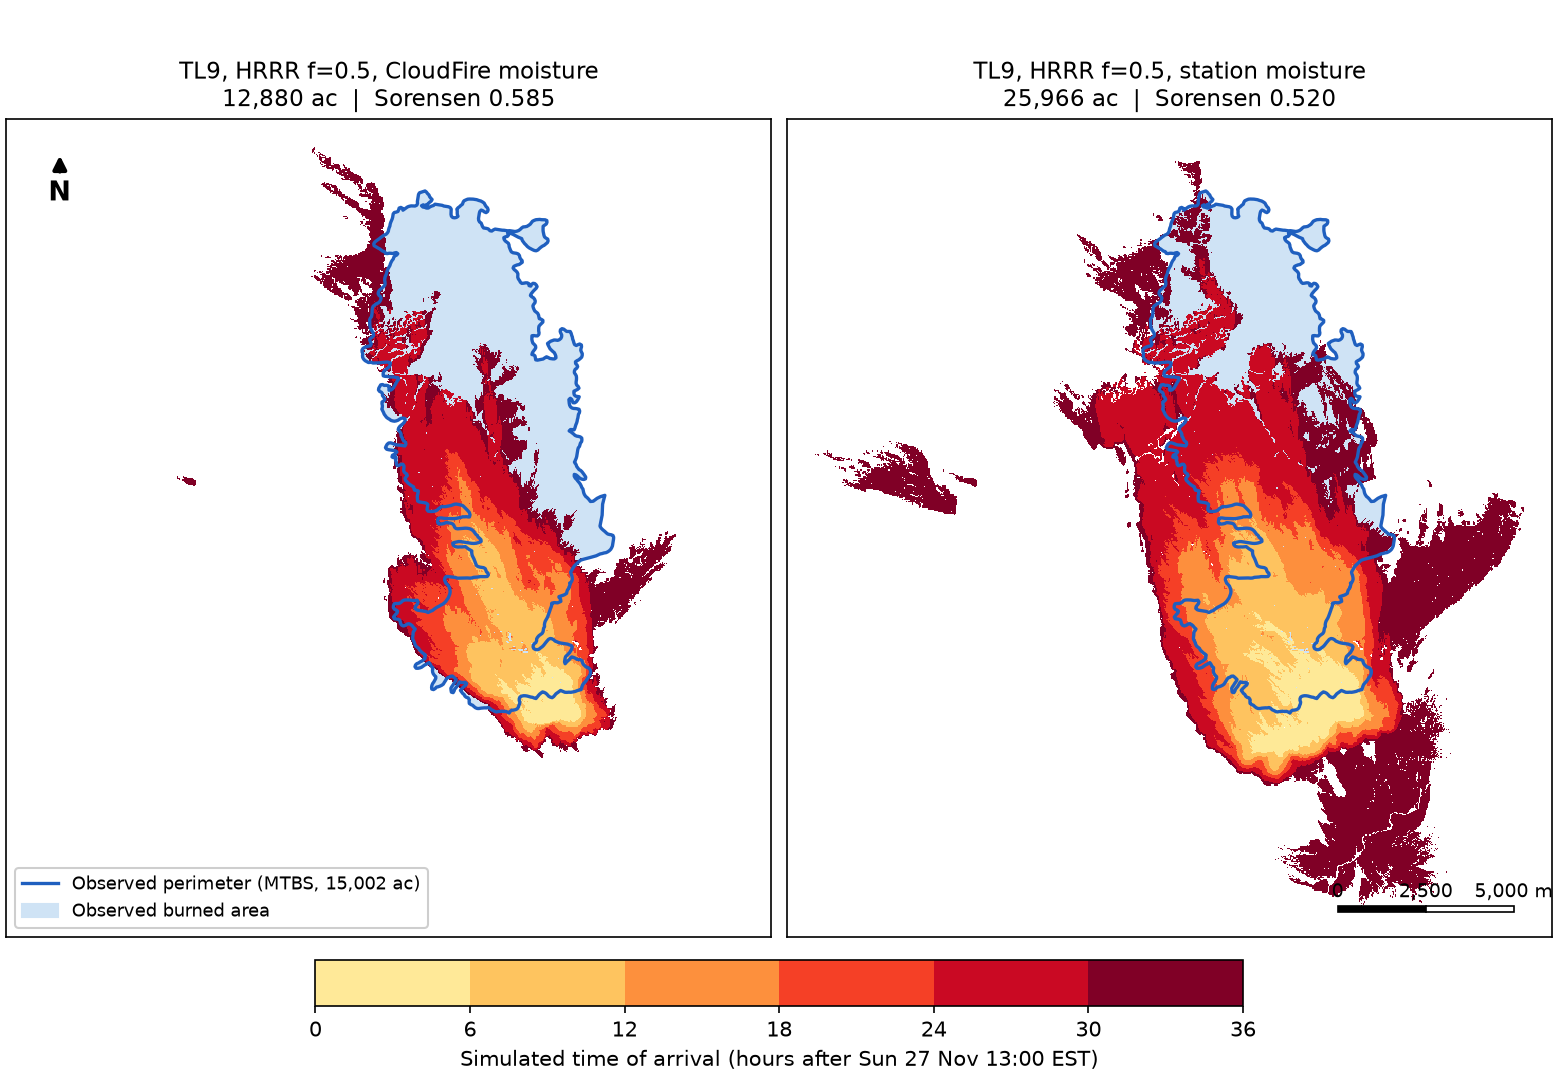 TL9, HRRR f=0.5, CloudFire moisture
12,880 ac | Sorensen 0.585
TL9, HRRR f=0.5, station moisture
25,966 ac | Sorensen 0.520
N
Observed perimeter (MTBS, 15,002 ac)
Observed burned area
0 2,500 5,000 m
0 6 12 18 24 30 36
Simulated time of arrival (hours after Sun 27 Nov 13:00 EST)